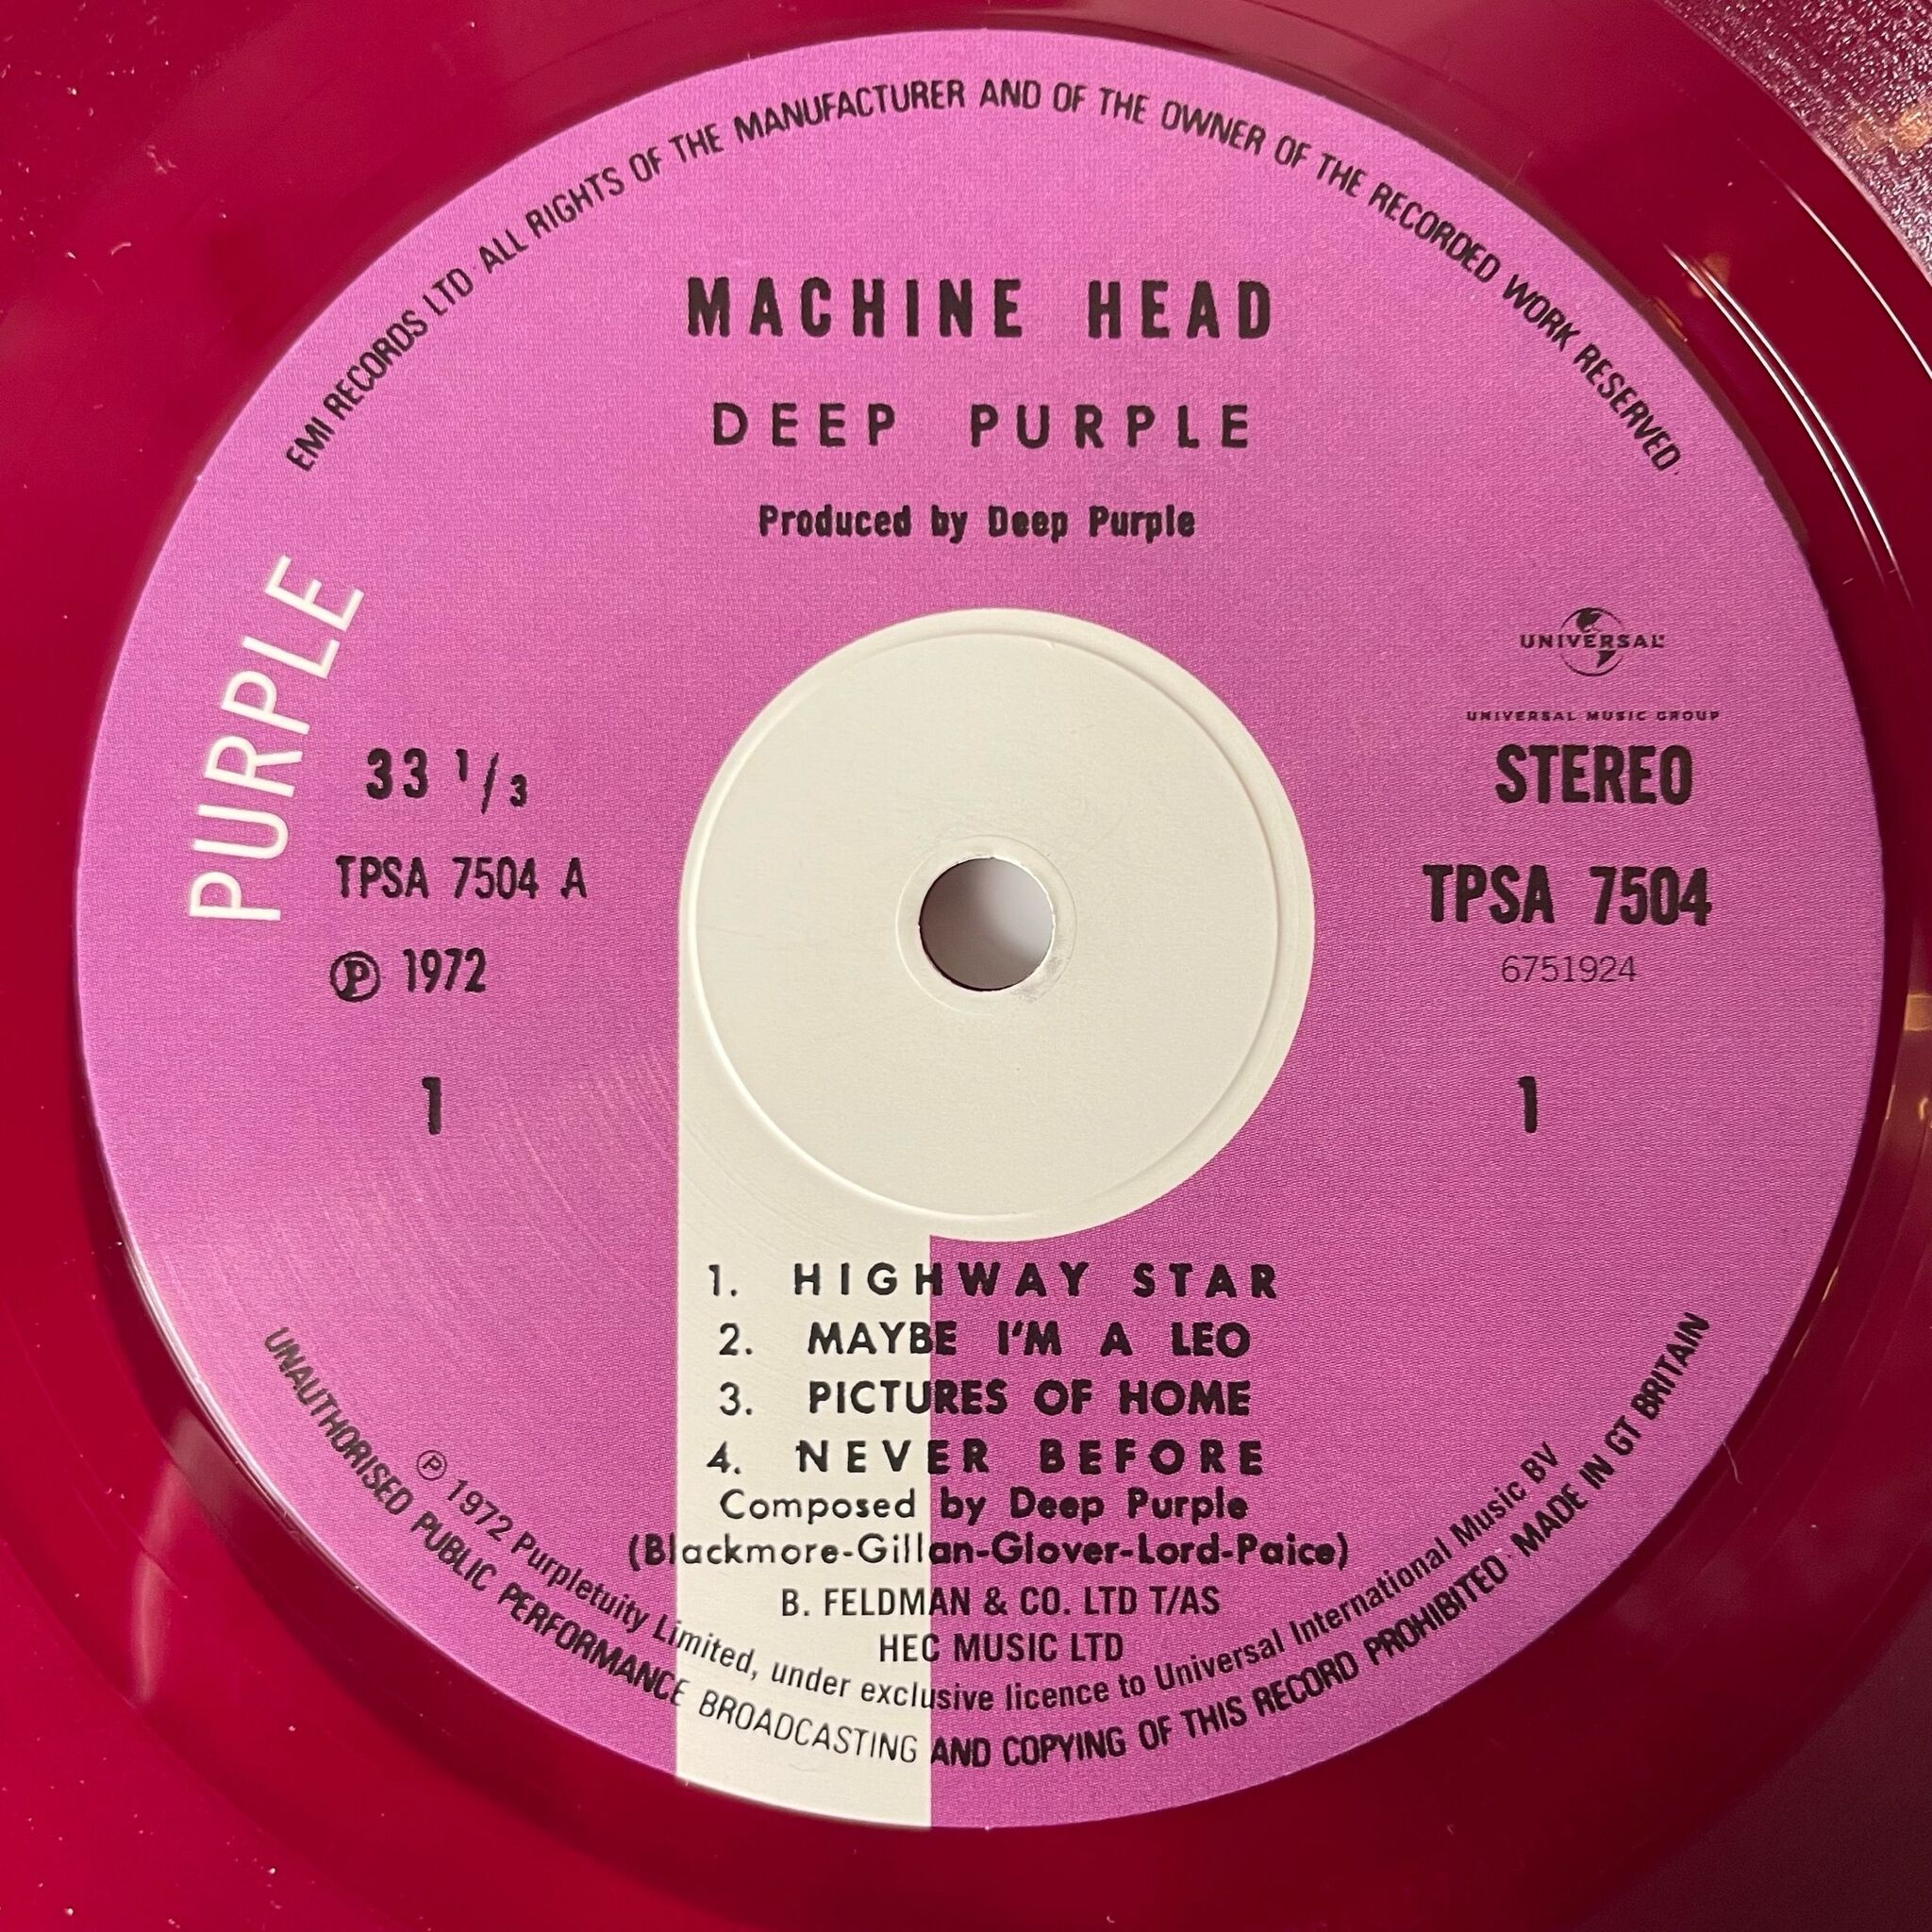 EMI RECORDS LTD ALL RIGHTS OF THE MANUFACTURER AND OF THE OWNER OF THE RECORDED WORK RESERVED
MACHINE HEAD
DEEP PURPLE
Produced by Deep Purple
PURPLE
33 1/3
TPSA 7504 A
℗ 1972
1
UNIVERSAL
UNIVERSAL MUSIC GROUP
STEREO
TPSA 7504
6751924
1
1. HIGHWAY STAR
2. MAYBE I'M A LEO
3. PICTURES OF HOME
4. NEVER BEFORE
Composed by Deep Purple
(Blackmore-Gillan-Glover-Lord-Paice)
B. FELDMAN & CO. LTD T/AS
HEC MUSIC LTD
℗ 1972 Purpletuity Limited, under exclusive licence to Universal International Music BV
UNAUTHORISED PUBLIC PERFORMANCE BROADCASTING AND COPYING OF THIS RECORD PROHIBITED · MADE IN GT BRITAIN